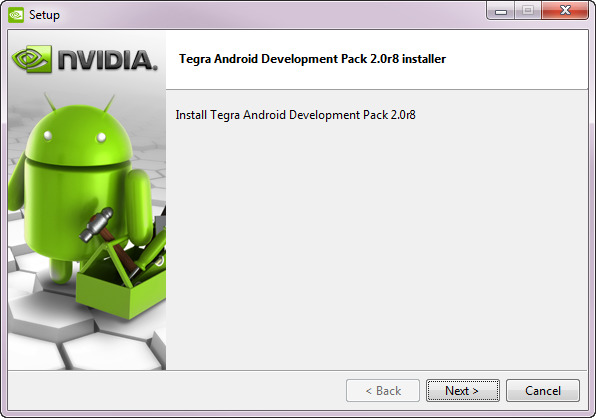 Setup
NVIDIA.
Tegra Android Development Pack 2.0r8 installer
Install Tegra Android Development Pack 2.0r8
< Back
Next >
Cancel